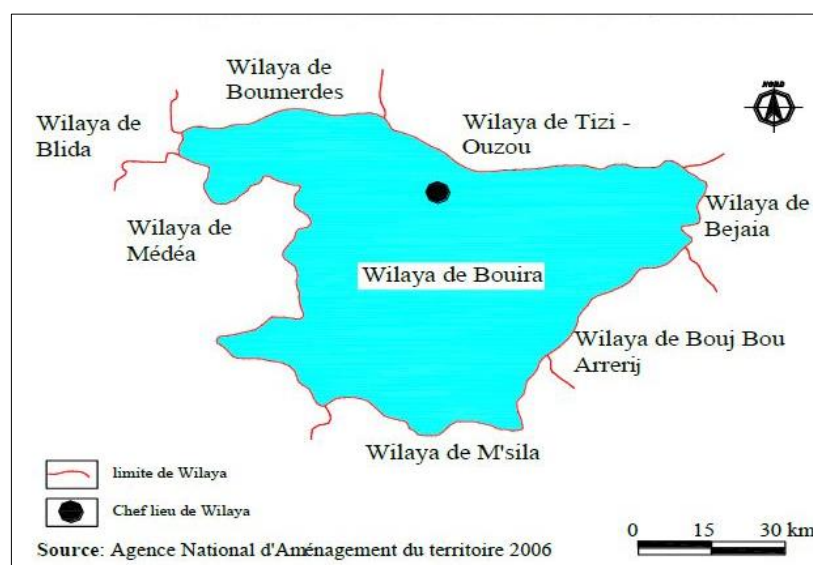 Wilaya de
Boumerdes
NORD
Wilaya de
Blida
Wilaya de Tizi -
Ouzou
Wilaya de
Médéa
Wilaya de
Bejaia
Wilaya de Bouira
Wilaya de Bouj Bou
Arrerij
Wilaya de M'sila
limite de Wilaya
Chef lieu de Wilaya
0 15 30 km
Source: Agence National d'Aménagement du territoire 2006